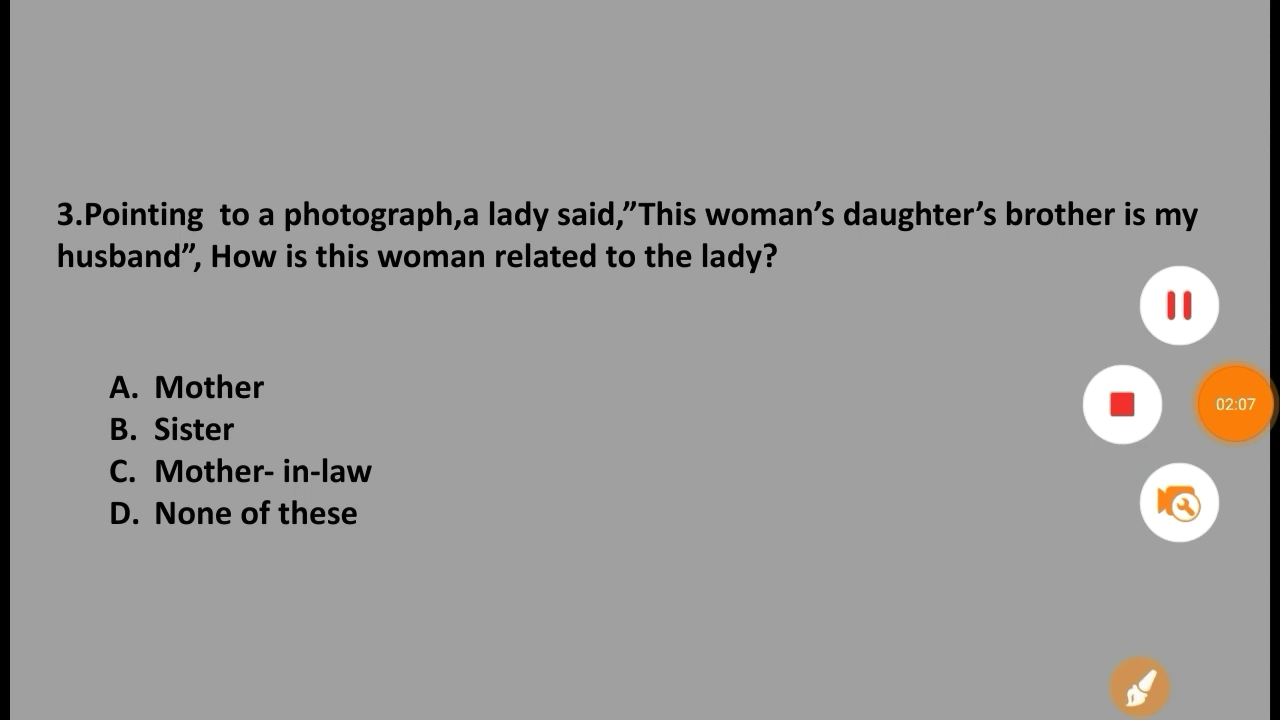 3.Pointing  to a photograph,a lady said,”This woman’s daughter’s brother is my
husband”, How is this woman related to the lady?
A. Mother
B. Sister
C. Mother- in-law
D. None of these
02:07